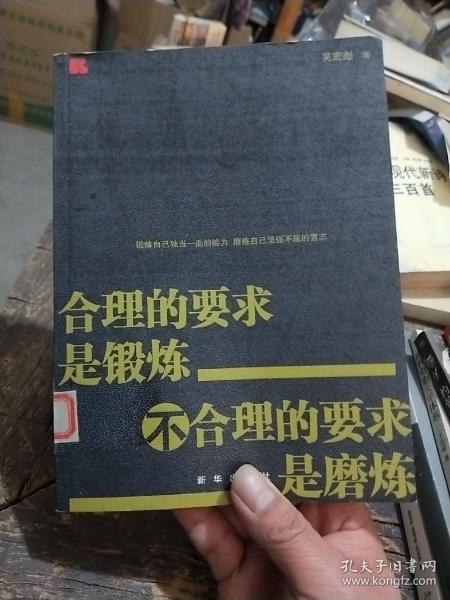 吴宏彪 著
锻炼自己独当一面的能力 磨炼自己坚强不屈的意志
合理的要求
是锻炼
不合理的要求
是磨炼
新华
现代新诗
三百首
孔夫子旧书网
www.kongfz.com